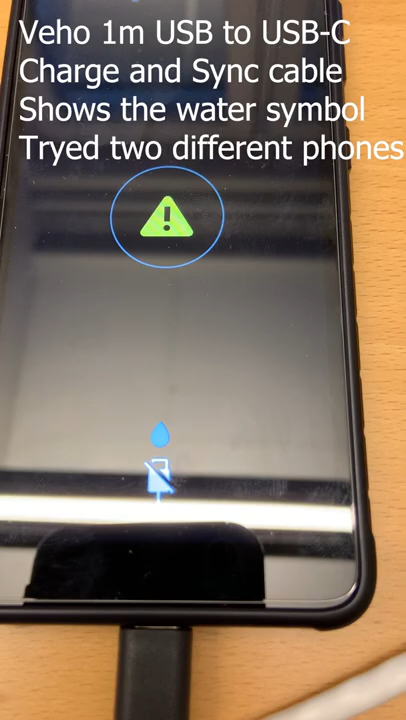 Veho 1m USB to USB-C
Charge and Sync cable
Shows the water symbol
Tryed two different phones